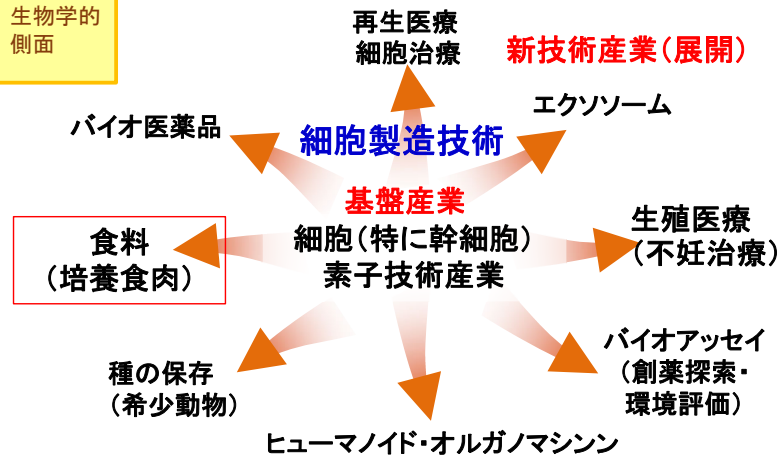 生物学的
側面
再生医療
細胞治療
新技術産業(展開)
エクソソーム
バイオ医薬品
細胞製造技術
基盤産業
細胞(特に幹細胞)
素子技術産業
生殖医療
(不妊治療)
食料
(培養食肉)
バイオアッセイ
(創薬探索・
環境評価)
種の保存
(希少動物)
ヒューマノイド・オルガノマシンン